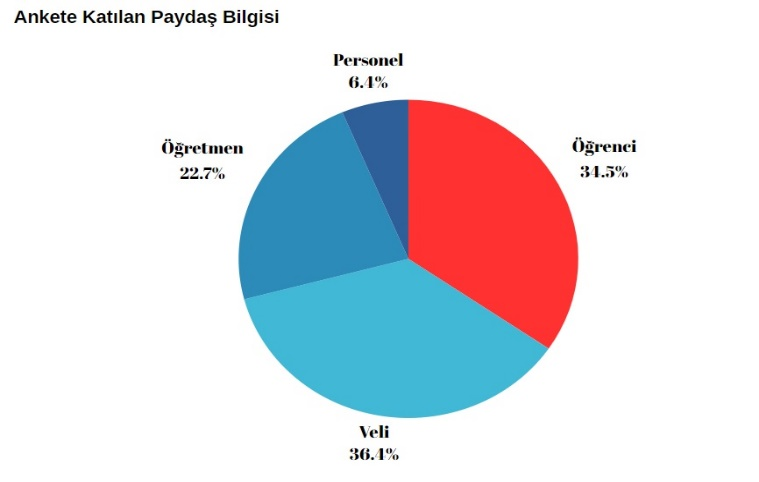 Ankete Katılan Paydaş Bilgisi
Personel
6.4%
Öğretmen
22.7%
Öğrenci
34.5%
Veli
36.4%